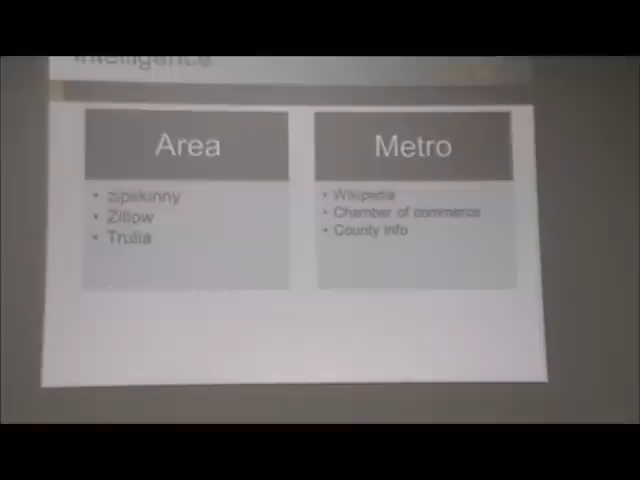 Intelligence
Area
Metro
• zipskinny
• Zillow
• Trulia
• Wikipedia
• Chamber of commerce
• County info